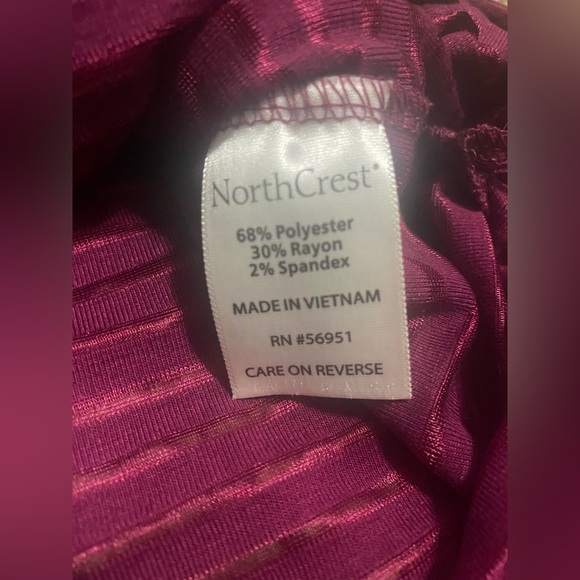 NorthCrest®
68% Polyester
30% Rayon
2% Spandex
MADE IN VIETNAM
RN #56951
CARE ON REVERSE